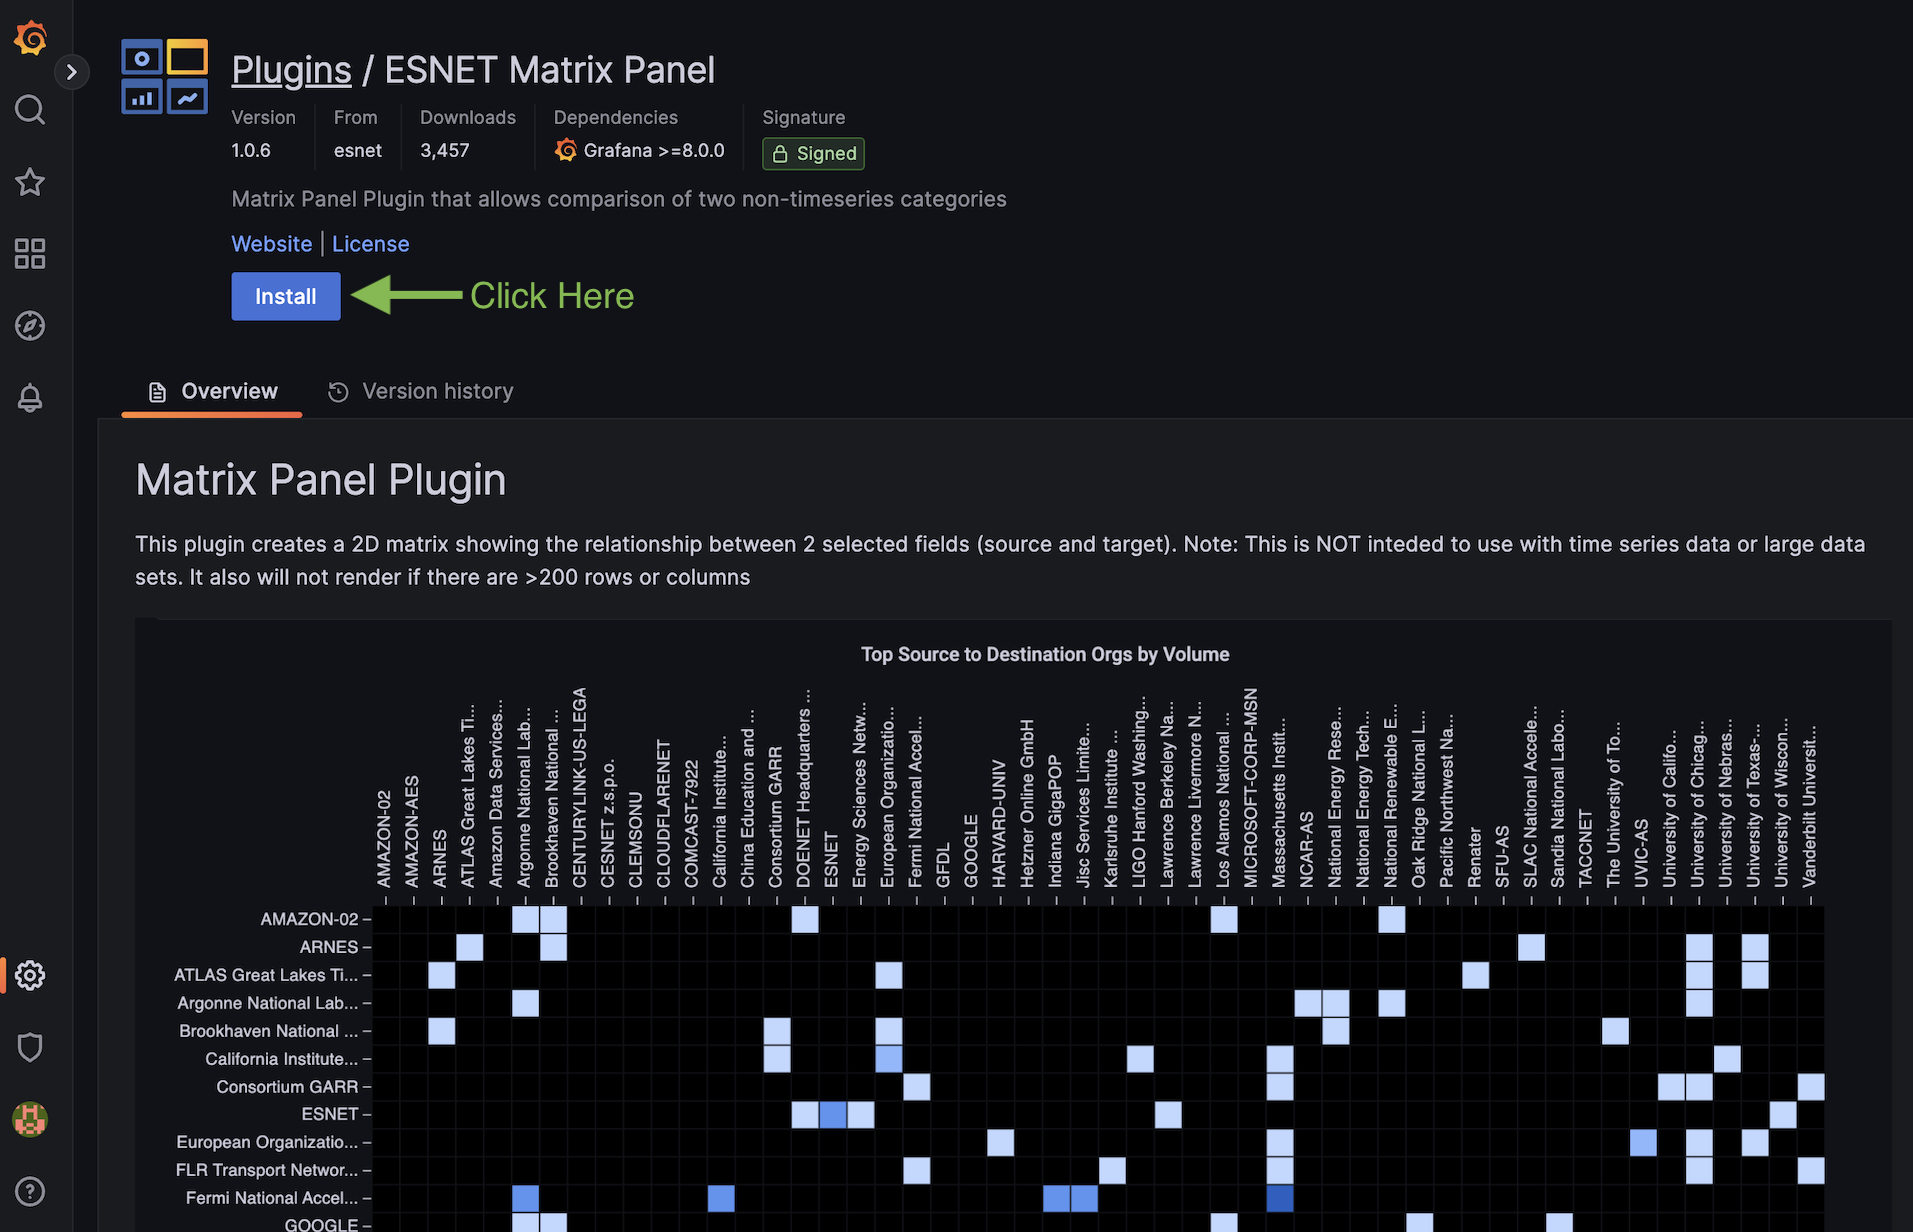 Plugins / ESNET Matrix Panel
Version From Downloads Dependencies Signature
1.0.6 esnet 3,457 Grafana >=8.0.0 Signed
Matrix Panel Plugin that allows comparison of two non-timeseries categories
Website | License
Install Click Here
Overview Version history
Matrix Panel Plugin
This plugin creates a 2D matrix showing the relationship between 2 selected fields (source and target). Note: This is NOT inteded to use with time series data or large data
sets. It also will not render if there are >200 rows or columns
Top Source to Destination Orgs by Volume
AMAZON-02
AMAZON-AES
ARNES
ATLAS Great Lakes Ti...
Amazon Data Services...
Argonne National Lab...
Brookhaven National ...
CENTURYLINK-US-LEGA
CESNET z.s.p.o.
CLEMSONU
CLOUDFLARENET
COMCAST-7922
California Institute...
China Education and ...
Consortium GARR
DOENET Headquarters ...
ESNET
Energy Sciences Netw...
European Organizatio...
Fermi National Accel...
GFDL
GOOGLE
HARVARD-UNIV
Hetzner Online GmbH
Indiana GigaPOP
Jisc Services Limite...
Karlsruhe Institute ...
LIGO Hanford Washing...
Lawrence Berkeley Na...
Lawrence Livermore N...
Los Alamos National ...
MICROSOFT-CORP-MSN
Massachusetts Instit...
NCAR-AS
National Energy Rese...
National Energy Tech...
National Renewable E...
Oak Ridge National L...
Pacific Northwest Na...
Renater
SFU-AS
SLAC National Accele...
Sandia National Labo...
TACCNET
The University of To...
UVIC-AS
University of Califo...
University of Chicag...
University of Nebras...
University of Texas-...
University of Wiscon...
Vanderbilt Universit...
AMAZON-02
ARNES
ATLAS Great Lakes Ti...
Argonne National Lab...
Brookhaven National ...
California Institute...
Consortium GARR
ESNET
European Organizatio...
FLR Transport Networ...
Fermi National Accel...
GOOGLE